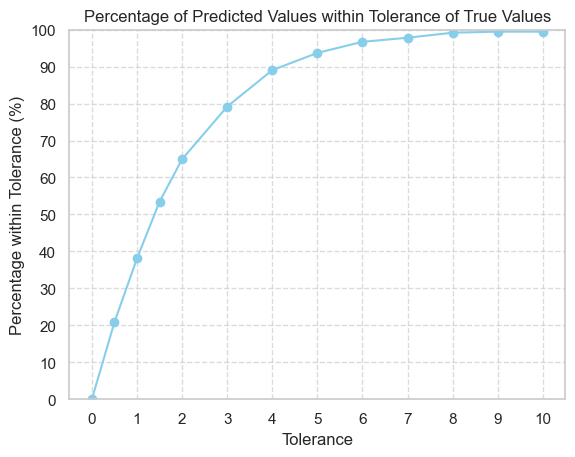 Percentage of Predicted Values within Tolerance of True Values
Percentage within Tolerance (%)
100
90
80
70
60
50
40
30
20
10
0
0 1 2 3 4 5 6 7 8 9 10
Tolerance